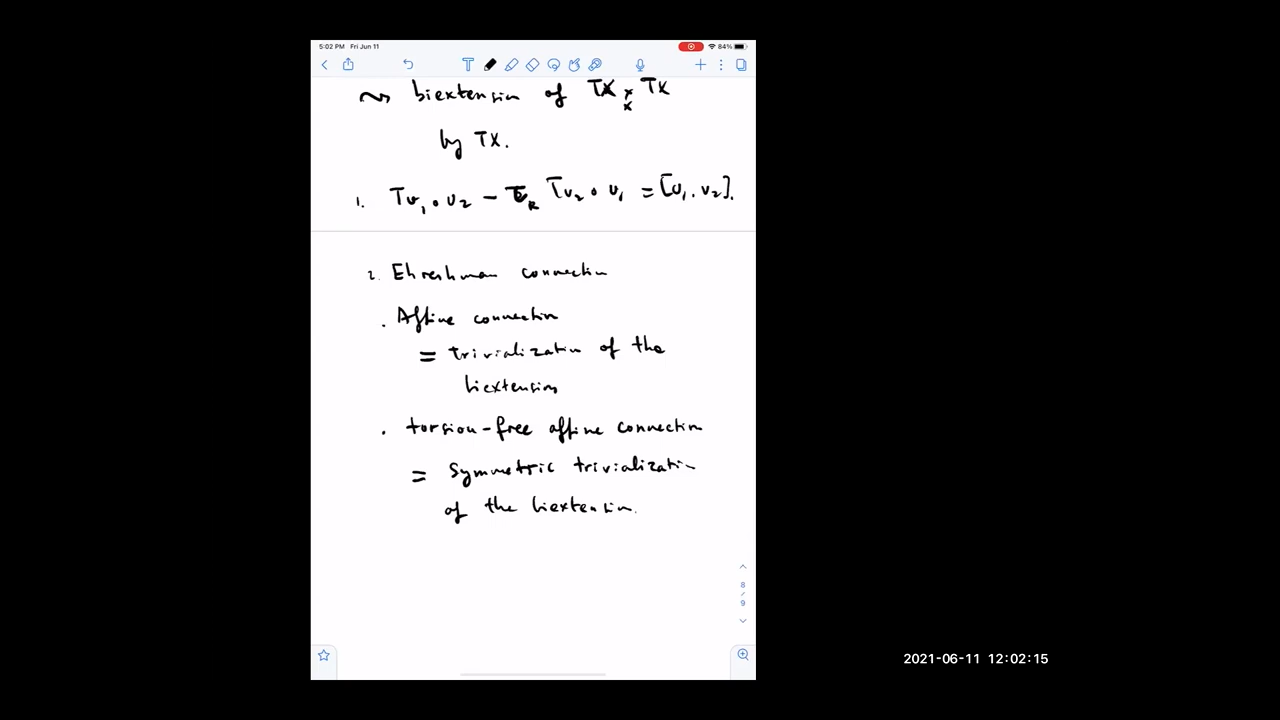 5:02 PM Fri Jun 11
84%
⇝ biextension of TX ×_X TX
by TX.
1. Tv₁∘v₂ − τ_R Tv₂∘v₁ = [v₁, v₂].
2. Ehreshman connection
. Affine connection
= trivialization of the
biextension
. torsion-free affine connection
= symmetric trivialization
of the biextension.
8
/
9
2021-06-11 12:02:15